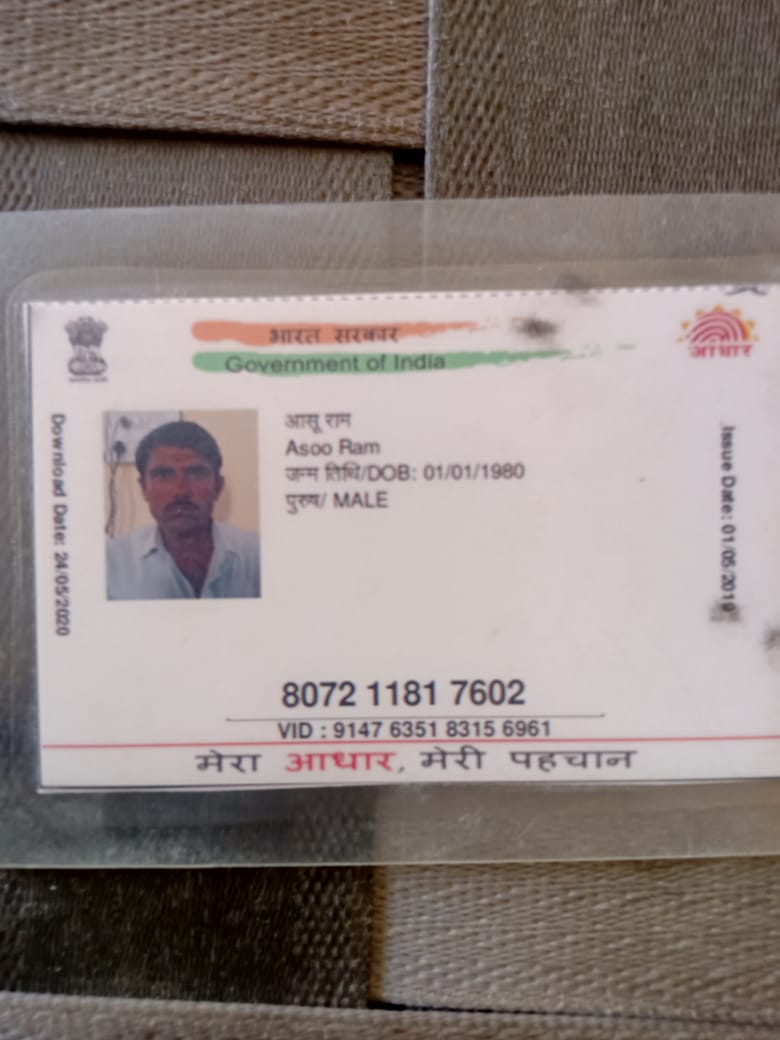 भारत सरकार
Government of India
आधार
Download Date: 24/05/2020
आसू राम
Asoo Ram
जन्म तिथि/DOB: 01/01/1980
पुरुष/ MALE
Issue Date: 01/05/2019
8072 1181 7602
VID : 9147 6351 8315 6961
मेरा आधार, मेरी पहचान